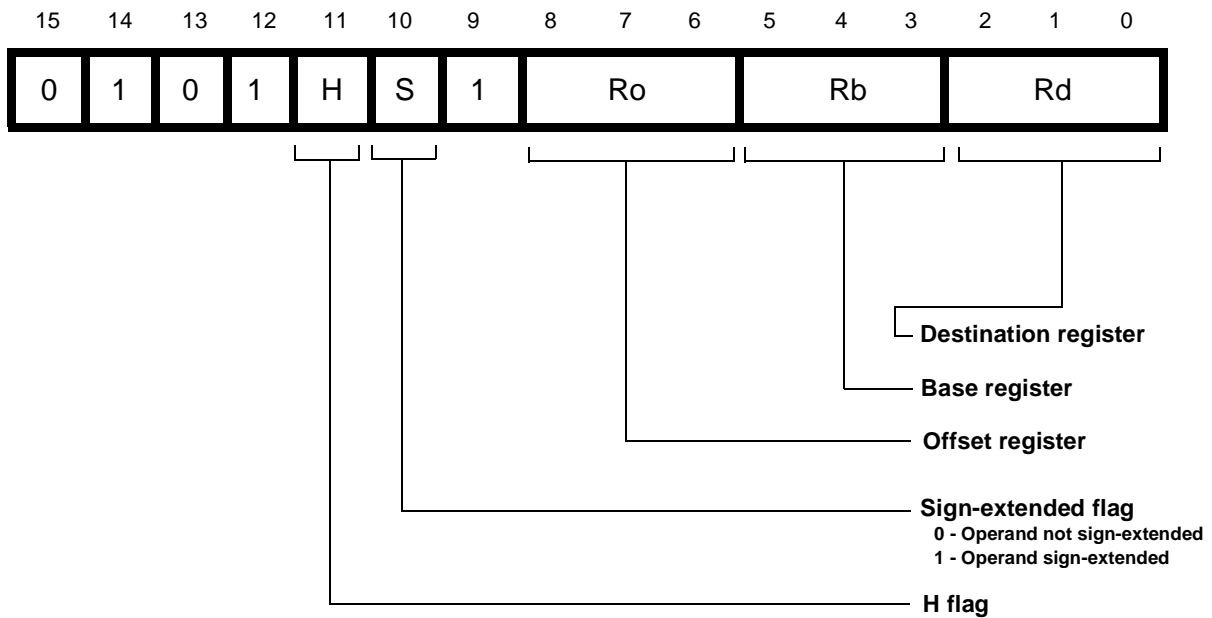 15 14 13 12 11 10 9 8 7 6 5 4 3 2 1 0
0 1 0 1 H S 1 Ro Rb Rd
Destination register
Base register
Offset register
Sign-extended flag
0 - Operand not sign-extended
1 - Operand sign-extended
H flag